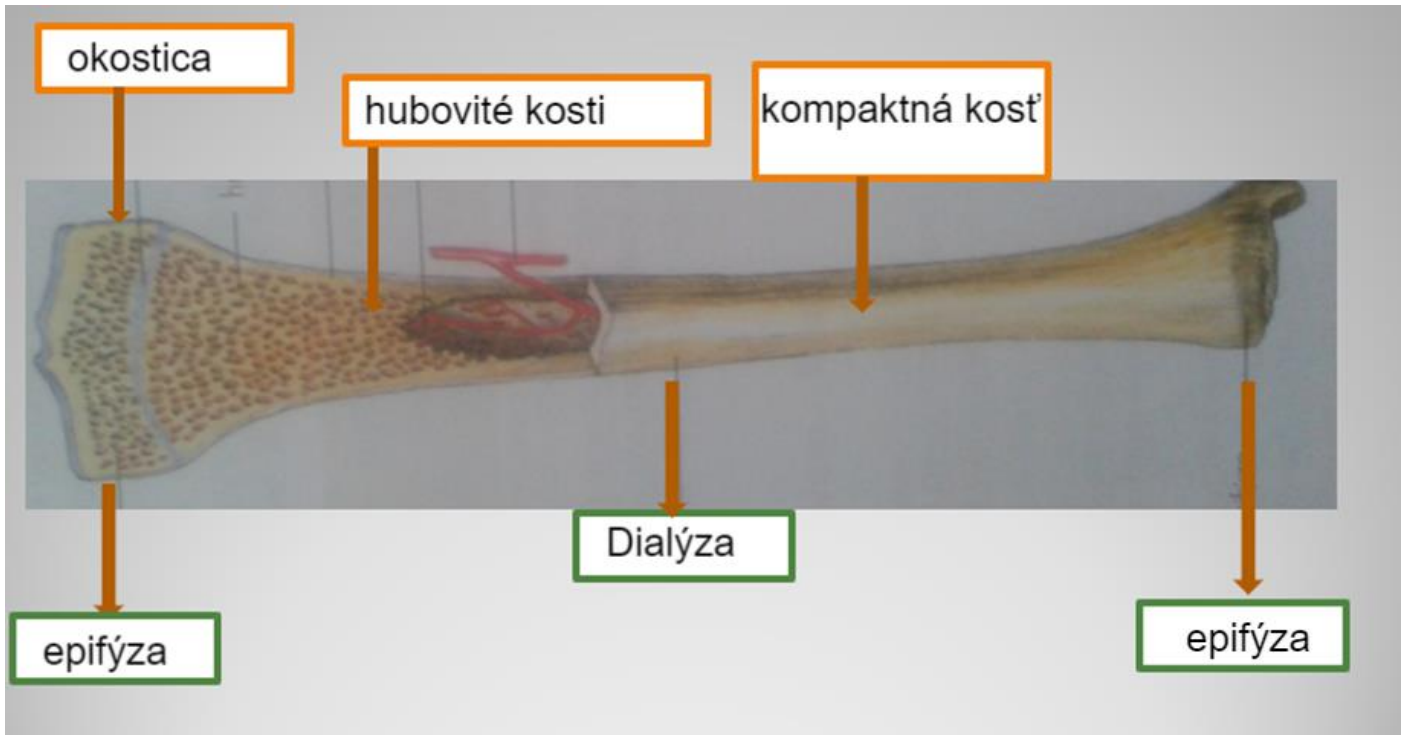 okostica
hubovité kosti
kompaktná kosť
Dialýza
epifýza
epifýza